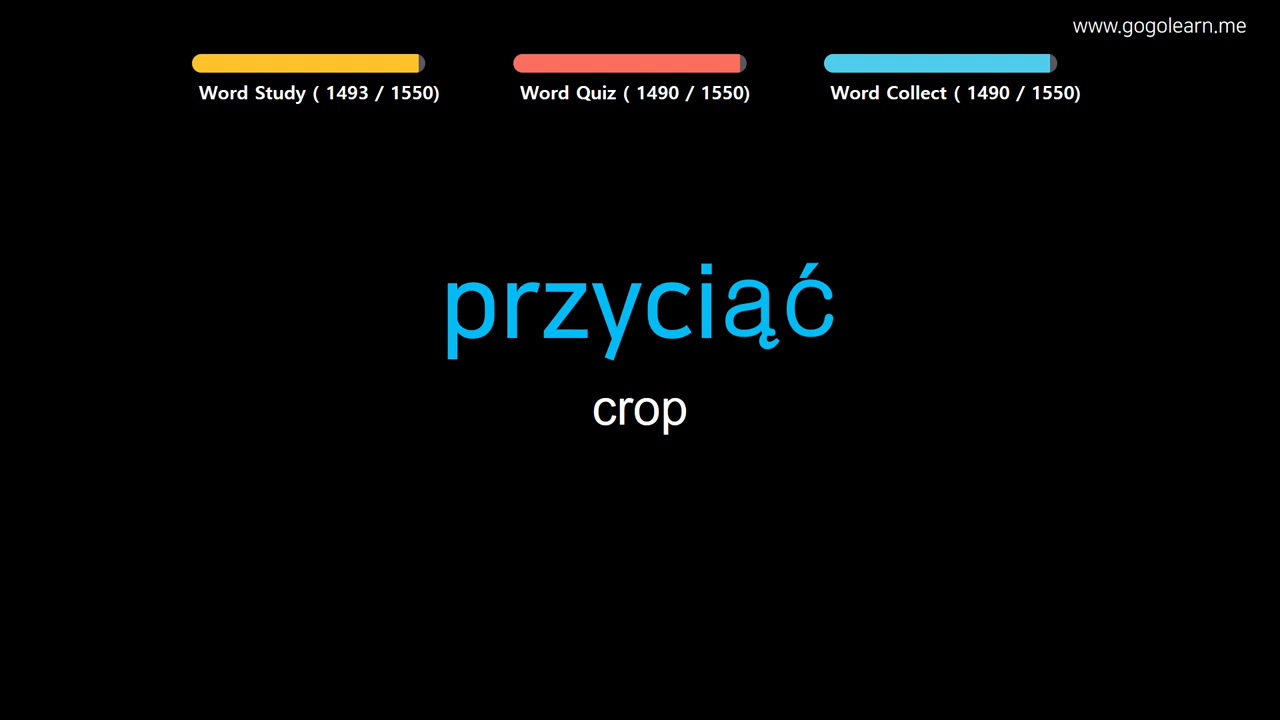 www.gogolearn.me
Word Study ( 1493 / 1550)
Word Quiz ( 1490 / 1550)
Word Collect ( 1490 / 1550)
przyciąć
crop